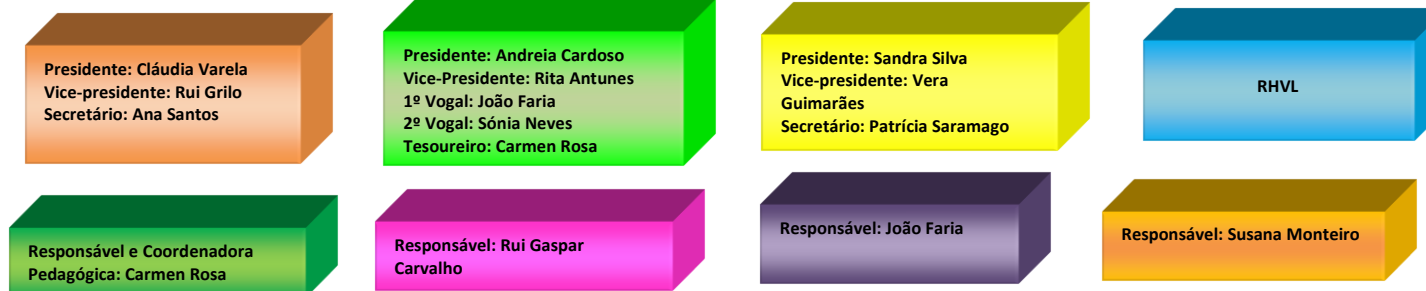 Presidente: Cláudia Varela
Vice-presidente: Rui Grilo
Secretário: Ana Santos
Presidente: Andreia Cardoso
Vice-Presidente: Rita Antunes
1º Vogal: João Faria
2º Vogal: Sónia Neves
Tesoureiro: Carmen Rosa
Presidente: Sandra Silva
Vice-presidente: Vera
Guimarães
Secretário: Patrícia Saramago
RHVL
Responsável e Coordenadora
Pedagógica: Carmen Rosa
Responsável: Rui Gaspar
Carvalho
Responsável: João Faria
Responsável: Susana Monteiro